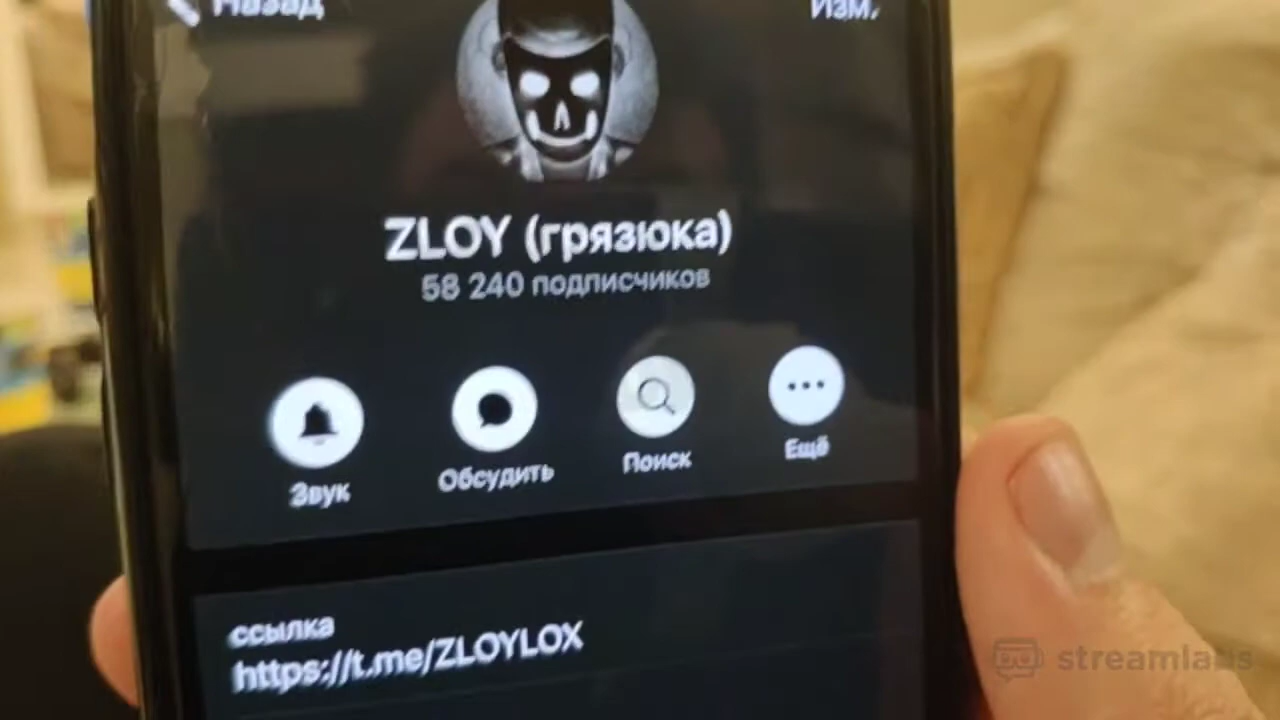 Назад
Изм.
ZLOY (грязюка)
58 240 подписчиков
Звук
Обсудить
Поиск
Ещё
ссылка
https://t.me/ZLOYLOX
streamlabs